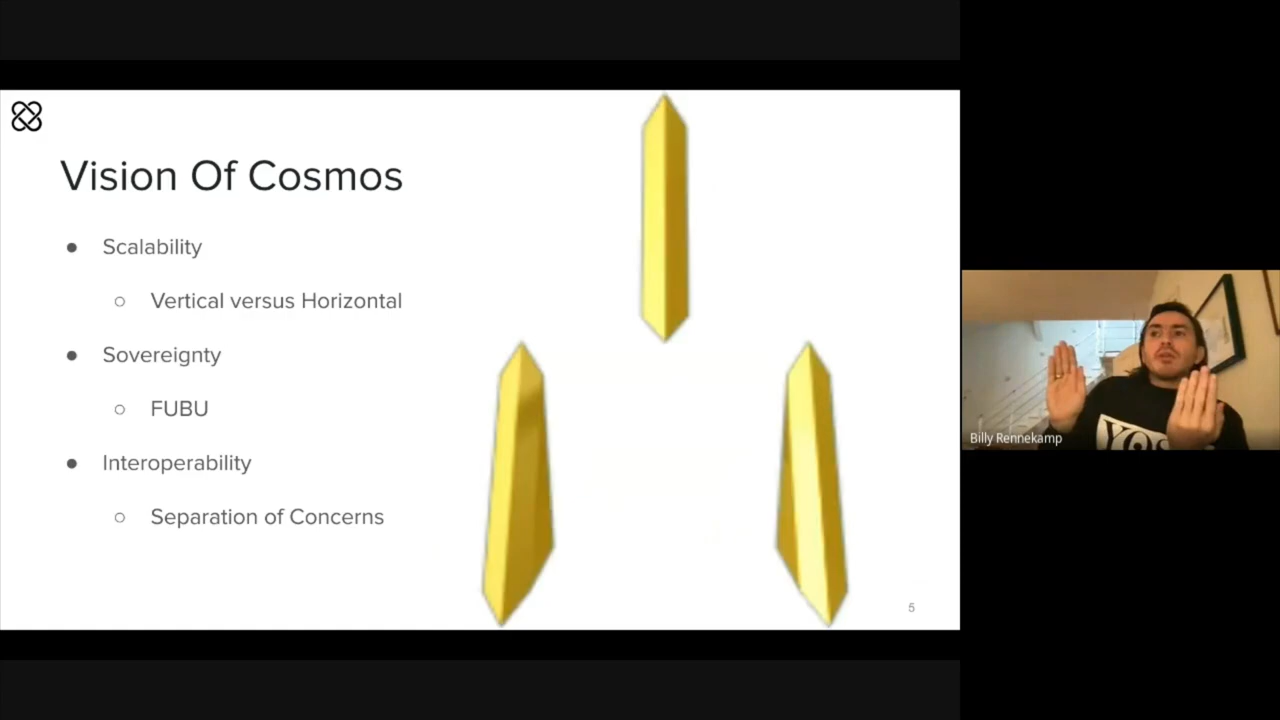 Vision Of Cosmos
Scalability
Vertical versus Horizontal
Sovereignty
FUBU
Interoperability
Separation of Concerns
5
Billy Rennekamp